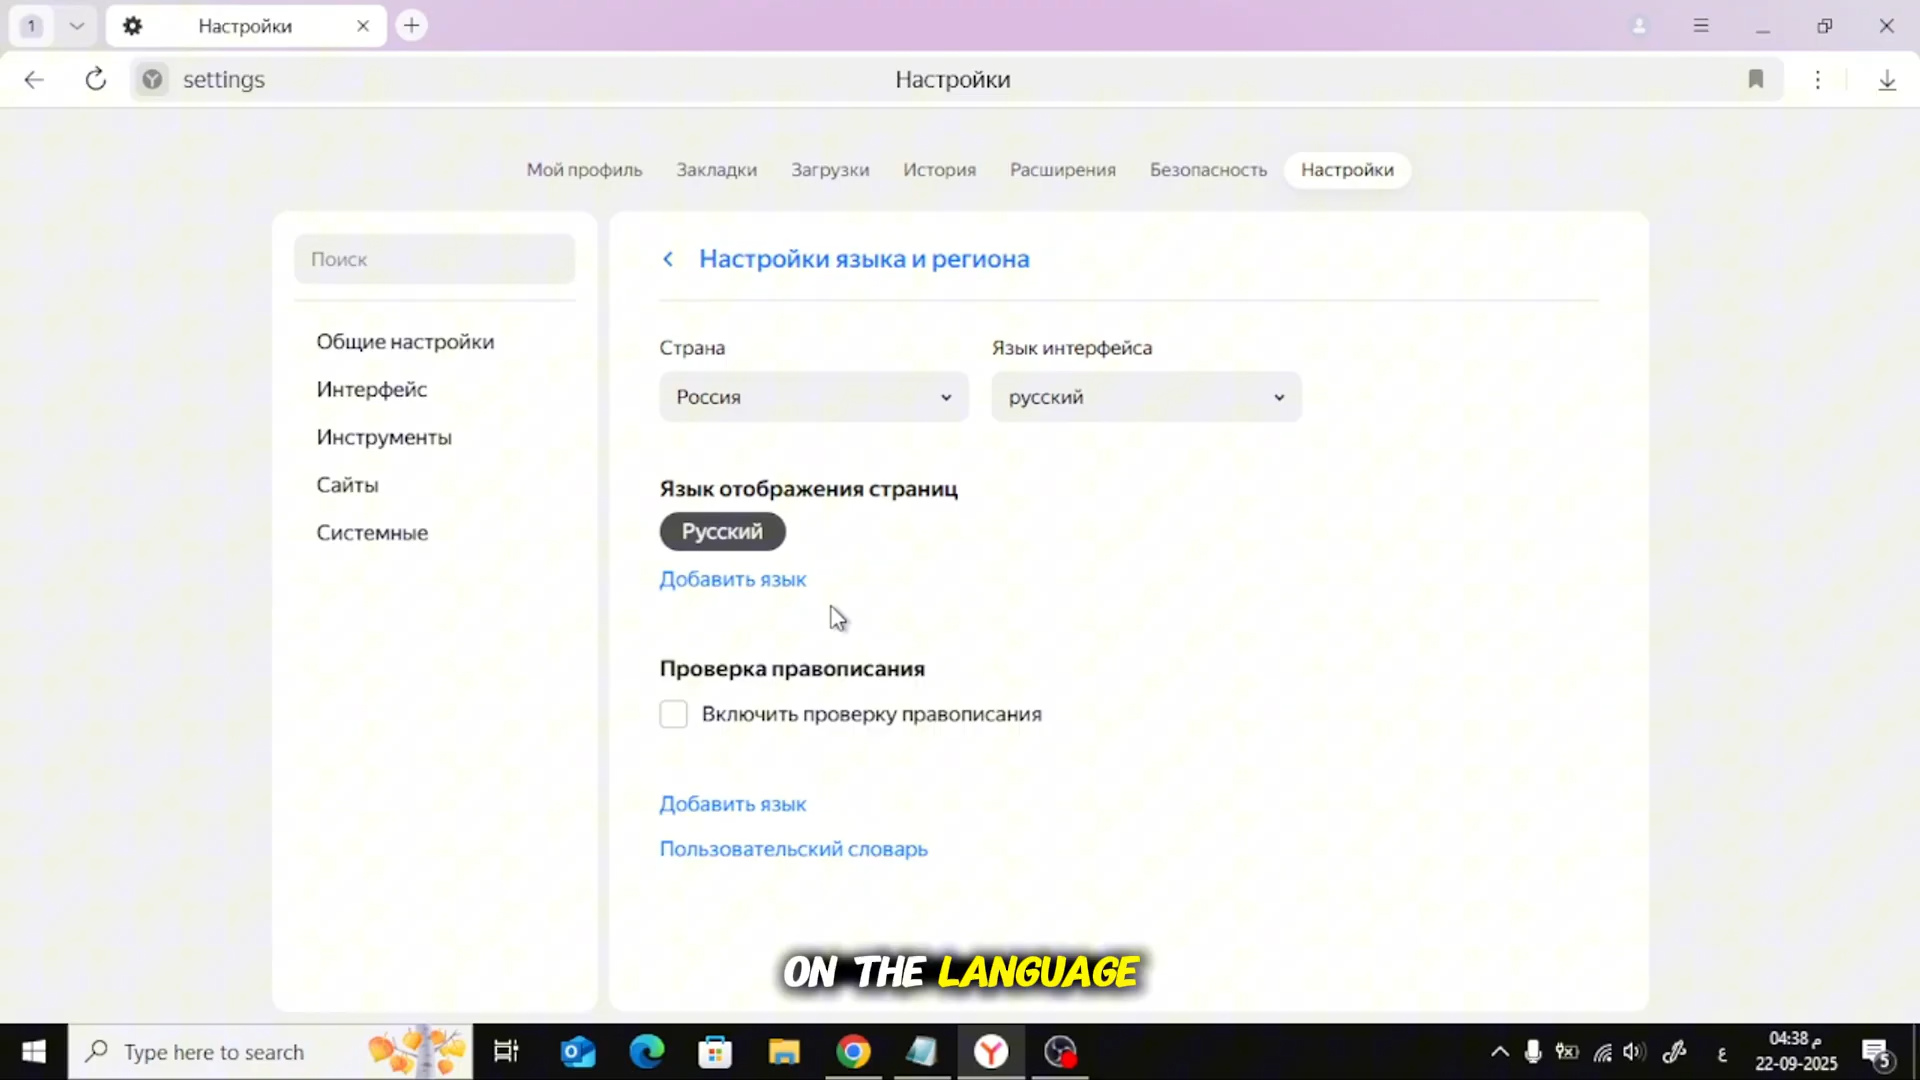 1
Настройки
settings
Настройки
Мой профиль
Закладки
Загрузки
История
Расширения
Безопасность
Настройки
Поиск
Общие настройки
Интерфейс
Инструменты
Сайты
Системные
Настройки языка и региона
Страна
Язык интерфейса
Россия
русский
Язык отображения страниц
Русский
Добавить язык
Проверка правописания
Включить проверку правописания
Добавить язык
Пользовательский словарь
ON THE LANGUAGE
Type here to search
ع
04:38 م
22-09-2025
5